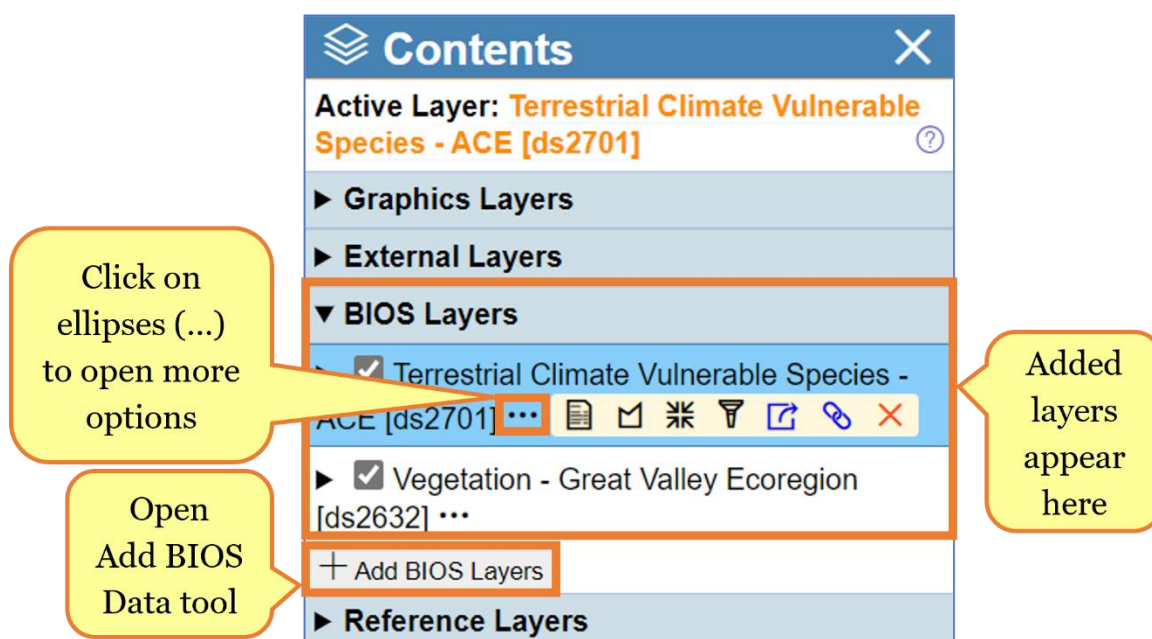 Contents
Active Layer: Terrestrial Climate Vulnerable
Species - ACE [ds2701]
Graphics Layers
External Layers
BIOS Layers
Terrestrial Climate Vulnerable Species -
ACE [ds2701] ...
Vegetation - Great Valley Ecoregion
[ds2632] ...
+ Add BIOS Layers
Reference Layers
Click on
ellipses (...)
to open more
options
Open
Add BIOS
Data tool
Added
layers
appear
here